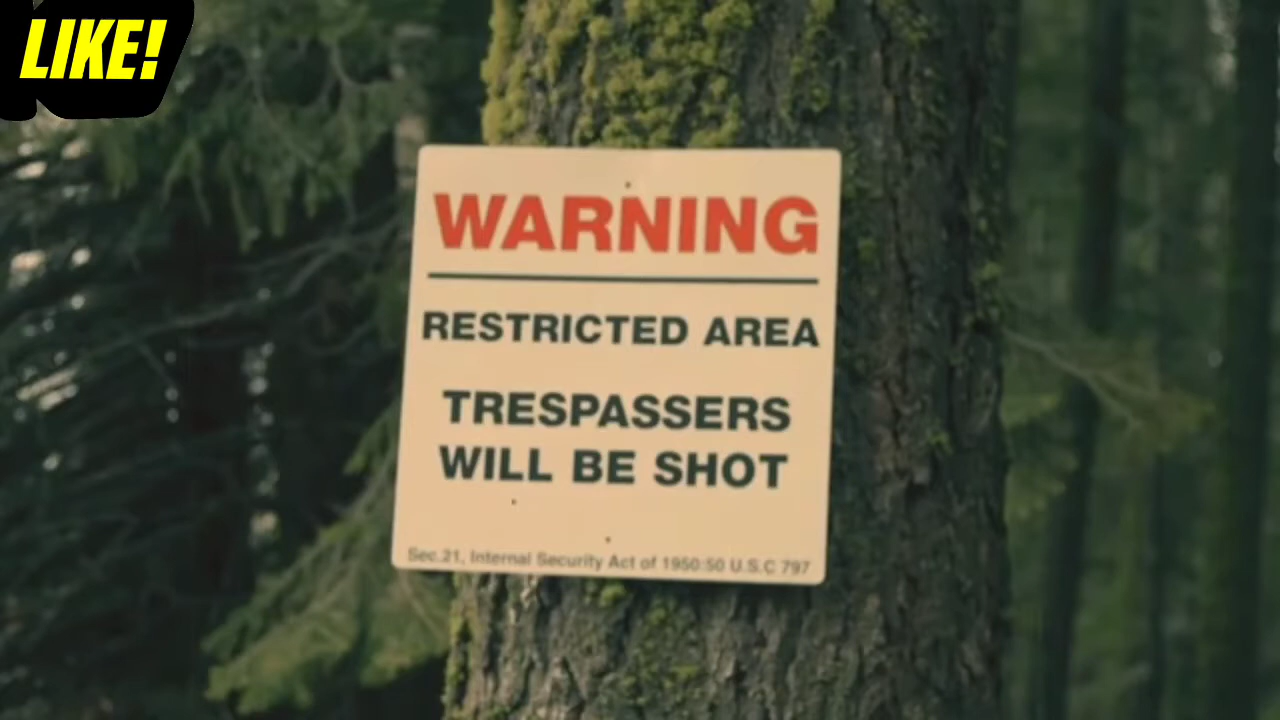 LIKE!
WARNING
RESTRICTED AREA
TRESPASSERS
WILL BE SHOT
Sec.21, Internal Security Act of 1950:50 U.S.C 797